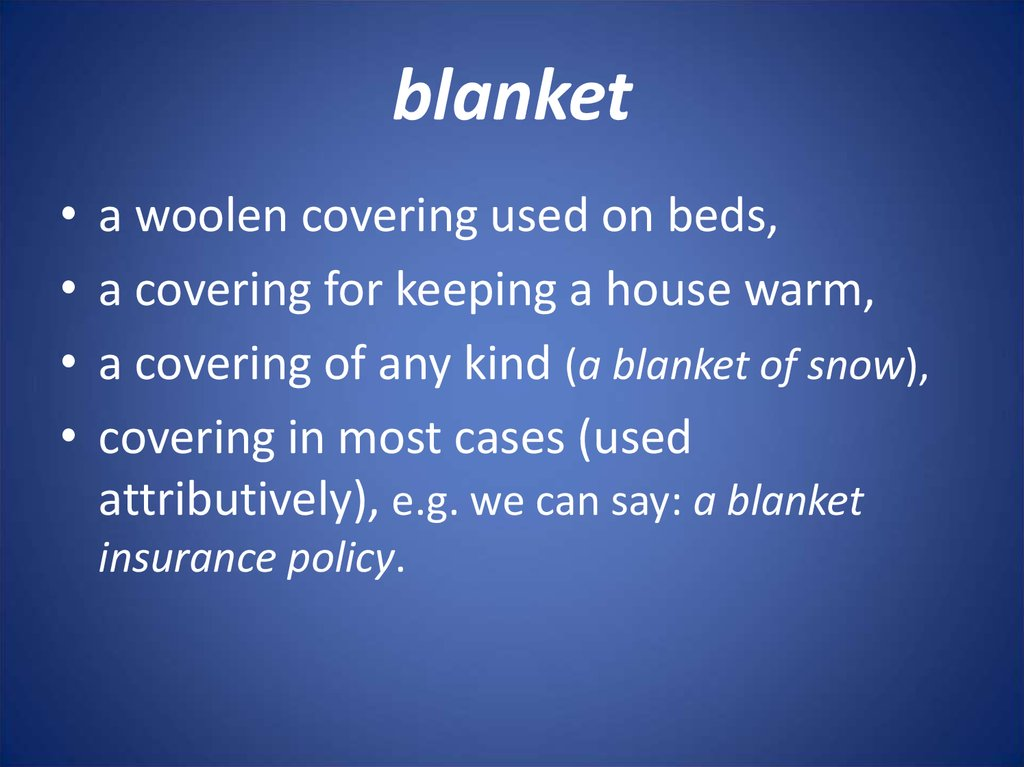 blanket
• a woolen covering used on beds,
• a covering for keeping a house warm,
• a covering of any kind (a blanket of snow),
• covering in most cases (used
attributively), e.g. we can say: a blanket
insurance policy.